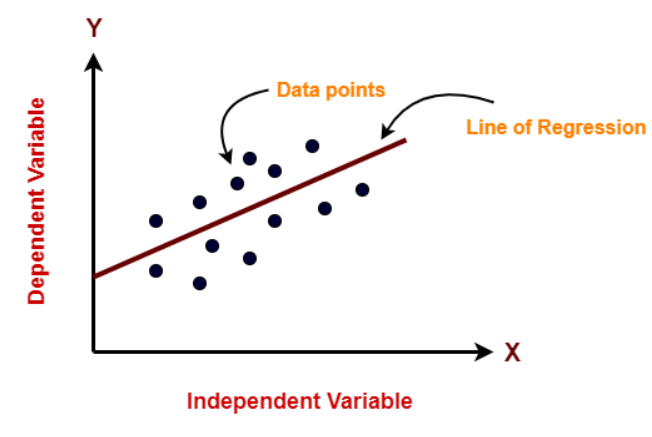 Y
Data points
Line of Regression
Dependent Variable
X
Independent Variable